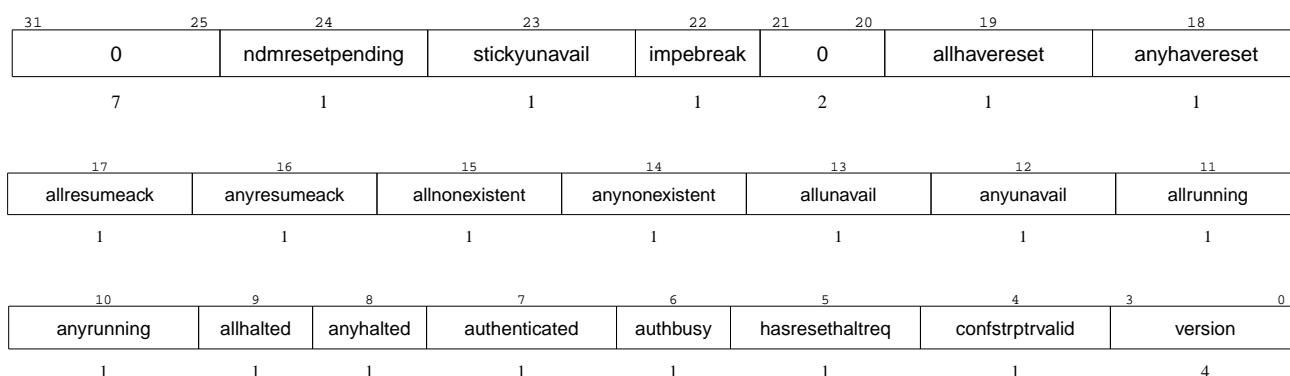 31 25 24 23 22 21 20 19 18
0 ndmresetpending stickyunavail impebreak 0 allhavereset anyhavereset
7 1 1 1 2 1 1
17 16 15 14 13 12 11
allresumeack anyresumeack allnonexistent anynonexistent allunavail anyunavail allrunning
1 1 1 1 1 1 1
10 9 8 7 6 5 4 3 0
anyrunning allhalted anyhalted authenticated authbusy hasresethaltreq confstrptrvalid version
1 1 1 1 1 1 1 4